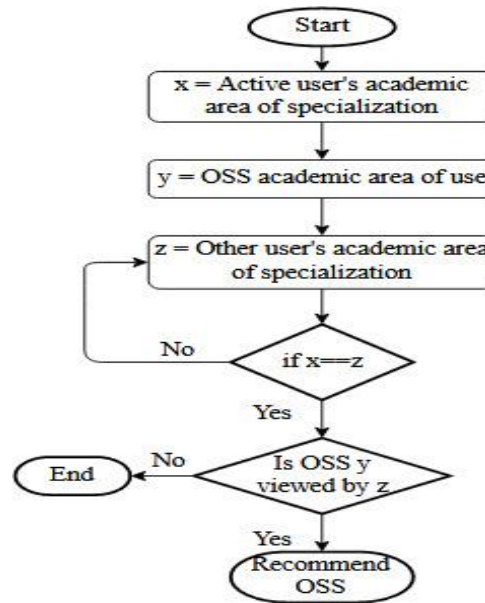 Start
x = Active user's academic
area of specialization
y = OSS academic area of use
z = Other user's academic area
of specialization
No
if x==z
Yes
End
No
Is OSS y
viewed by z
Yes
Recommend
OSS